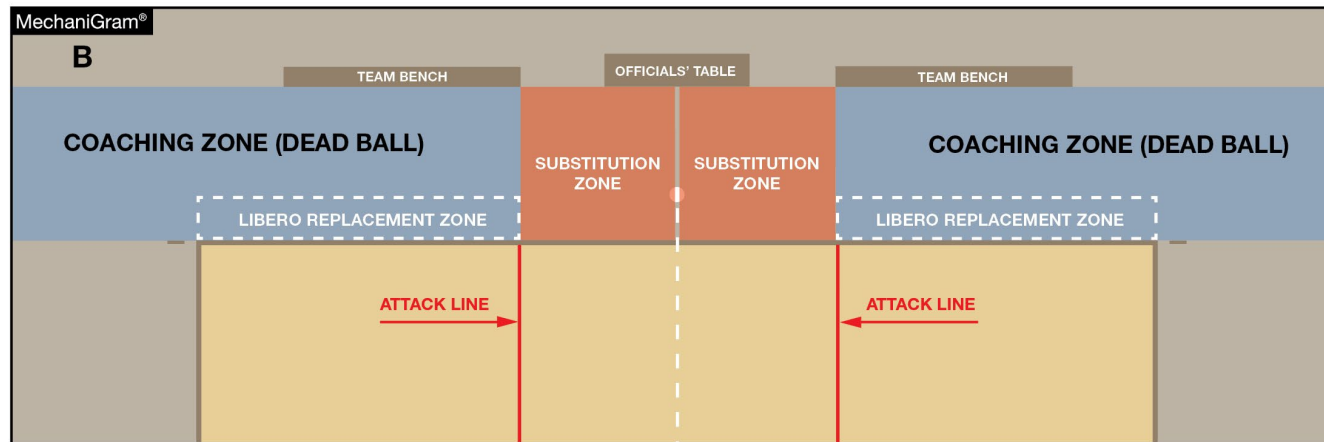 MechaniGram®
B
TEAM BENCH
OFFICIALS' TABLE
TEAM BENCH
COACHING ZONE (DEAD BALL)
SUBSTITUTION
ZONE
SUBSTITUTION
ZONE
COACHING ZONE (DEAD BALL)
LIBERO REPLACEMENT ZONE
LIBERO REPLACEMENT ZONE
ATTACK LINE
ATTACK LINE